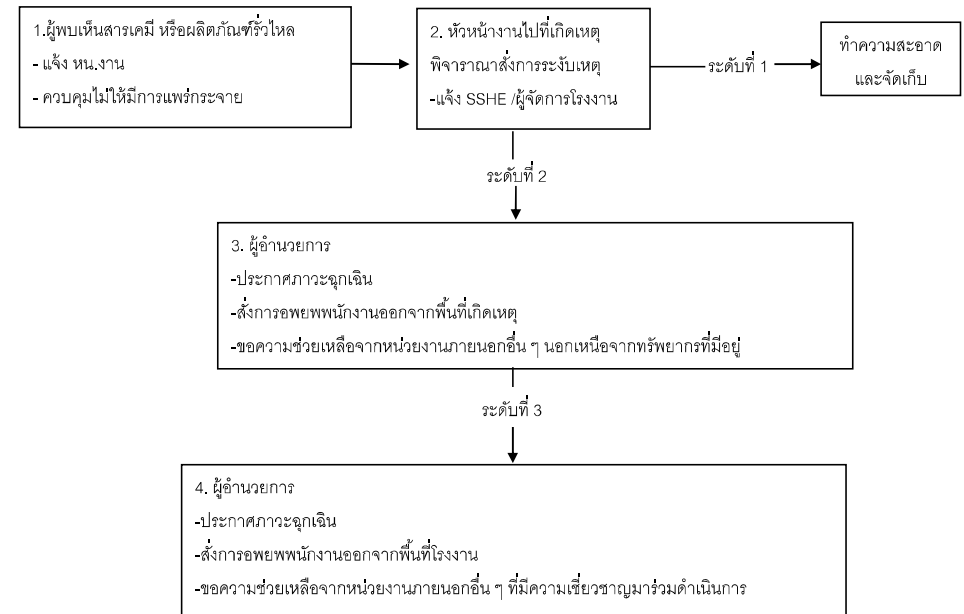 1.ผู้พบเห็นสารเคมี หรือผลิตภัณฑ์รั่วไหล
- แจ้ง หน.งาน
- ควบคุมไม่ให้มีการแพร่กระจาย
2. หัวหน้างานไปที่เกิดเหตุ
พิจาราณาสั่งการระงับเหตุ
-แจ้ง SSHE /ผู้จัดการโรงงาน
ระดับที่ 1
ทำความสะอาด
และจัดเก็บ
ระดับที่ 2
3. ผู้อำนวยการ
-ประกาศภาวะฉุกเฉิน
-สั่งการอพยพพนักงานออกจากพื้นที่เกิดเหตุ
-ขอความช่วยเหลือจากหน่วยงานภายนอกอื่น ๆ นอกเหนือจากทรัพยากรที่มีอยู่
ระดับที่ 3
4. ผู้อำนวยการ
-ประกาศภาวะฉุกเฉิน
-สั่งการอพยพพนักงานออกจากพื้นที่โรงงาน
-ขอความช่วยเหลือจากหน่วยงานภายนอกอื่น ๆ ที่มีความเชี่ยวชาญมาร่วมดำเนินการ